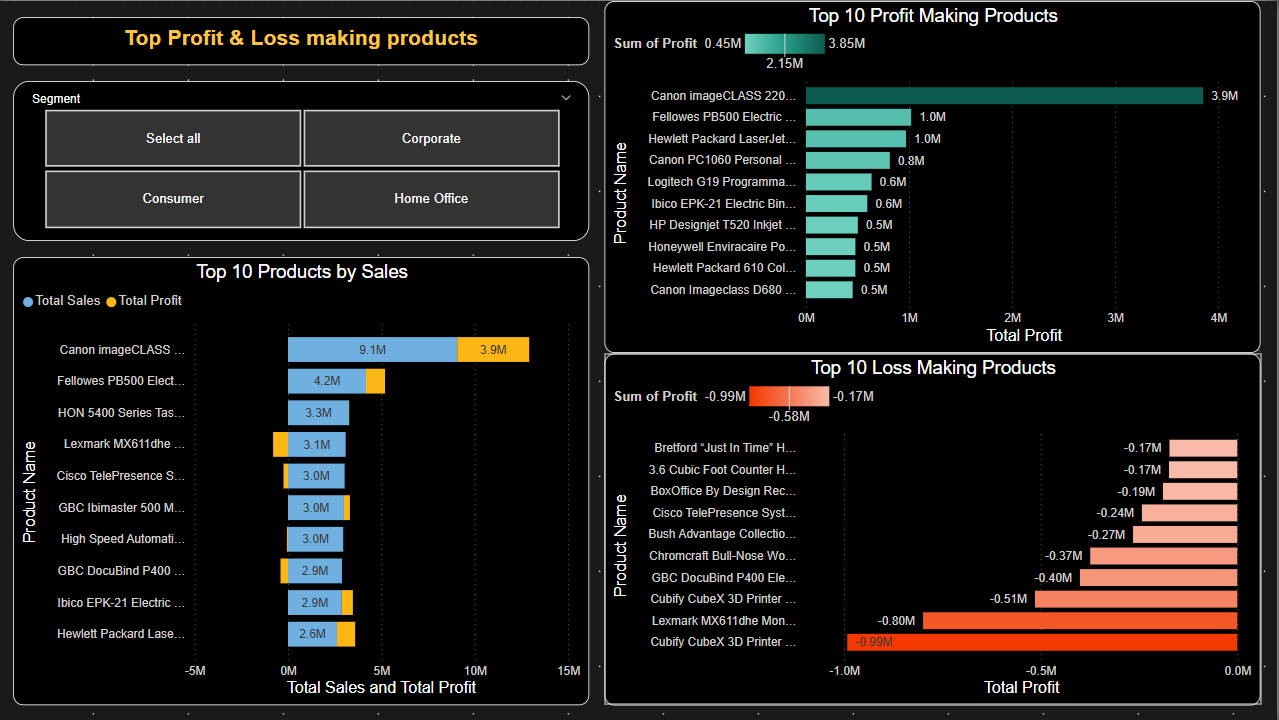 Top Profit & Loss making products
Segment
Select all
Corporate
Consumer
Home Office
Top 10 Products by Sales
Total Sales Total Profit
Product Name
Canon imageCLASS ... 9.1M 3.9M
Fellowes PB500 Elect... 4.2M
HON 5400 Series Tas... 3.3M
Lexmark MX611dhe ... 3.1M
Cisco TelePresence S... 3.0M
GBC Ibimaster 500 M... 3.0M
High Speed Automati... 3.0M
GBC DocuBind P400 ... 2.9M
Ibico EPK-21 Electric ... 2.9M
Hewlett Packard Lase... 2.6M
-5M 0M 5M 10M 15M
Total Sales and Total Profit
Top 10 Profit Making Products
Sum of Profit 0.45M 3.85M
2.15M
Product Name
Canon imageCLASS 220... 3.9M
Fellowes PB500 Electric ... 1.0M
Hewlett Packard LaserJet... 1.0M
Canon PC1060 Personal ... 0.8M
Logitech G19 Programma... 0.6M
Ibico EPK-21 Electric Bin... 0.6M
HP Designjet T520 Inkjet ... 0.5M
Honeywell Enviracaire Po... 0.5M
Hewlett Packard 610 Col... 0.5M
Canon Imageclass D680 ... 0.5M
0M 1M 2M 3M 4M
Total Profit
Top 10 Loss Making Products
Sum of Profit -0.99M -0.17M
-0.58M
Product Name
Bretford “Just In Time” H... -0.17M
3.6 Cubic Foot Counter H... -0.17M
BoxOffice By Design Rec... -0.19M
Cisco TelePresence Syst... -0.24M
Bush Advantage Collectio... -0.27M
Chromcraft Bull-Nose Wo... -0.37M
GBC DocuBind P400 Ele... -0.40M
Cubify CubeX 3D Printer ... -0.51M
Lexmark MX611dhe Mon... -0.80M
Cubify CubeX 3D Printer ... -0.99M
-1.0M -0.5M 0.0M
Total Profit